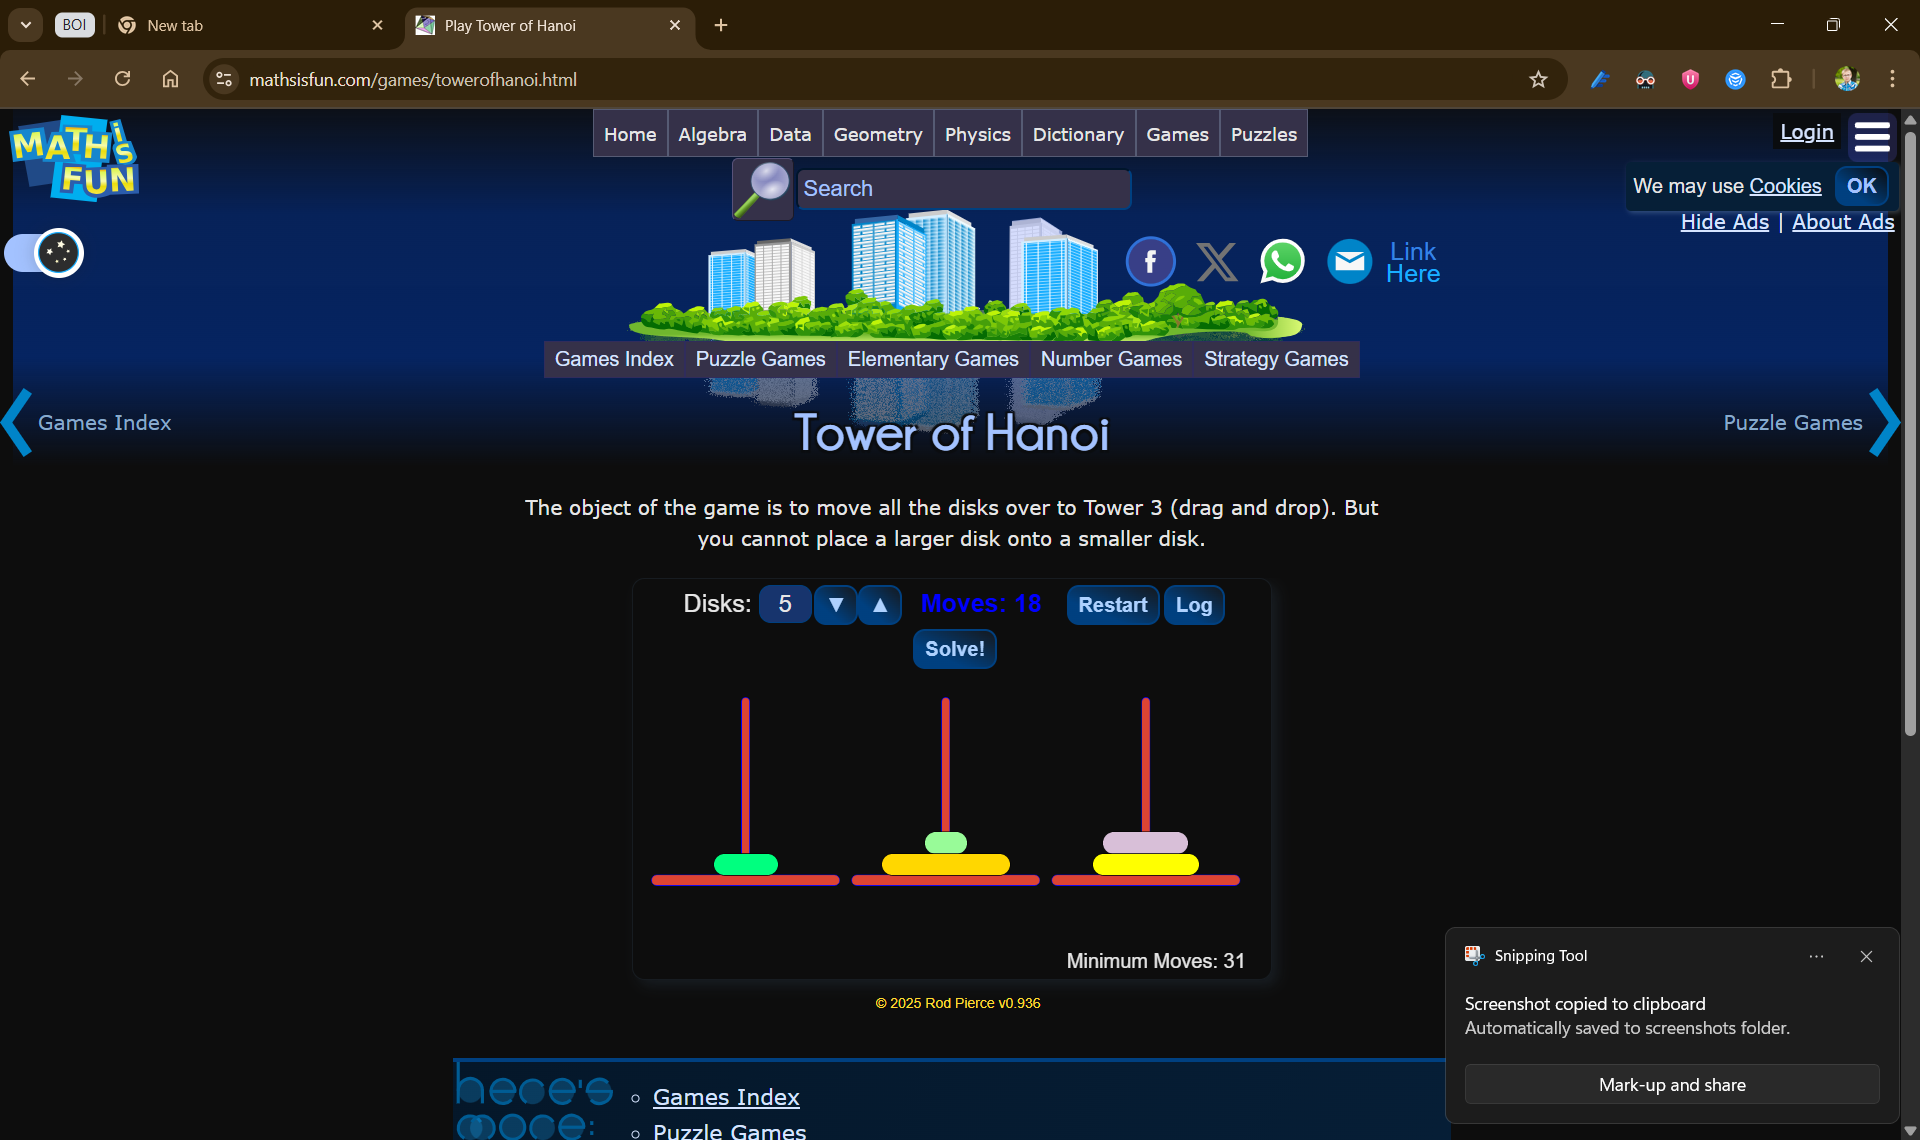 BOI
New tab
Play Tower of Hanoi
mathsisfun.com/games/towerofhanoi.html
MATH iS FUN
Home Algebra Data Geometry Physics Dictionary Games Puzzles
Login
Search
We may use Cookies OK
Hide Ads | About Ads
Link
Here
Games Index Puzzle Games Elementary Games Number Games Strategy Games
Games Index
Puzzle Games
Tower of Hanoi
The object of the game is to move all the disks over to Tower 3 (drag and drop). But
you cannot place a larger disk onto a smaller disk.
Disks: 5 ▼ ▲ Moves: 18 Restart Log
Solve!
Minimum Moves: 31
© 2025 Rod Pierce v0.936
Snipping Tool
Screenshot copied to clipboard
Automatically saved to screenshots folder.
Mark-up and share
here's
more:
Games Index
Puzzle Games